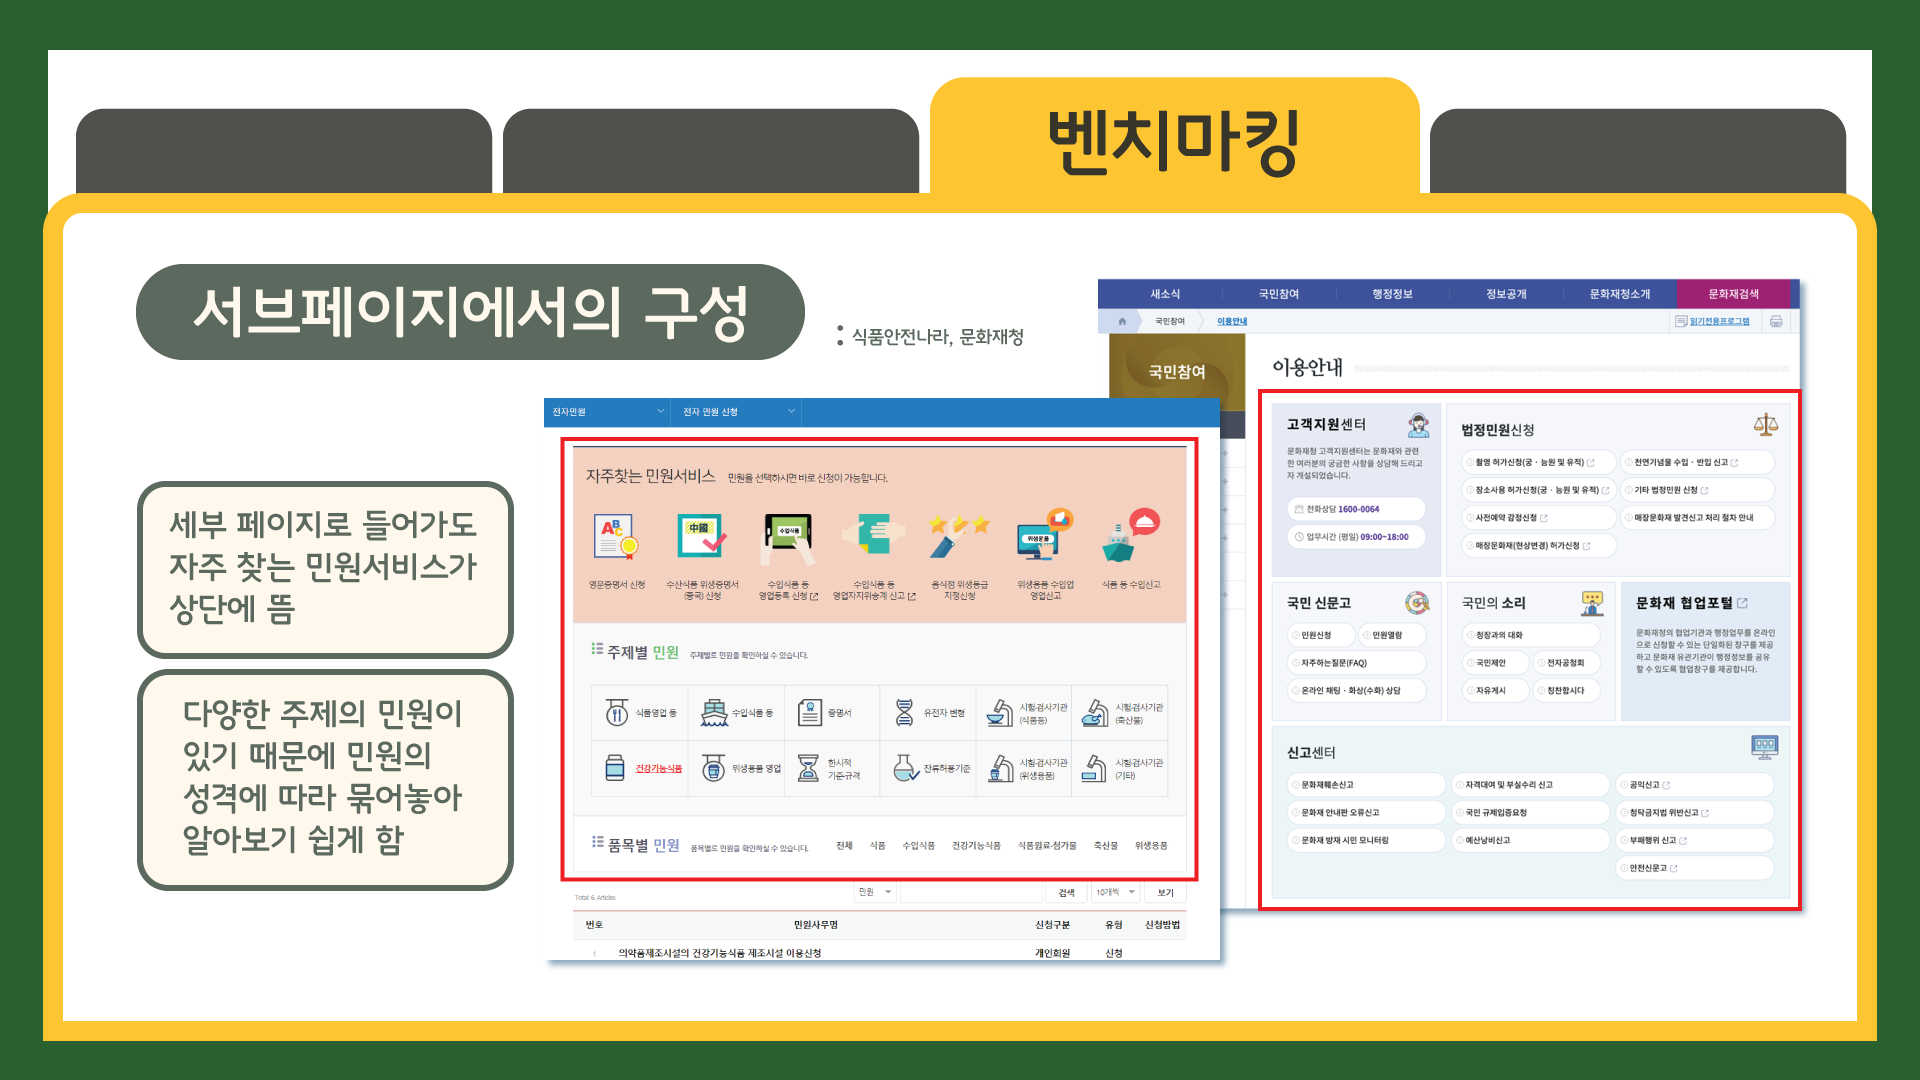 벤치마킹
서브페이지에서의 구성
: 식품안전나라, 문화재청
세부 페이지로 들어가도
자주 찾는 민원서비스가
상단에 뜸
다양한 주제의 민원이
있기 때문에 민원의
성격에 따라 묶어놓아
알아보기 쉽게 함
전자민원 전자 민원 신청
자주찾는 민원서비스 민원을 선택하시면 바로 신청이 가능합니다.
ABC
中國
수입식품
위생용품
영문증명서 신청
수산식품 위생증명서
(중국) 신청
수입식품 등
영업등록 신청
수입식품 등
영업자지위승계 신고
음식점 위생등급
지정신청
위생용품 수입업
영업신고
식품 등 수입신고
주제별 민원 주제별로 민원을 확인하실 수 있습니다.
식품영업 등
수입식품 등
증명서
유전자 변형
시험·검사기관
(식품등)
시험·검사기관
(축산물)
건강기능식품
위생용품 영업
한시적
기준·규격
잔류허용기준
시험·검사기관
(위생용품)
시험·검사기관
(기타)
품목별 민원 품목별로 민원을 확인하실 수 있습니다.
전체 식품 수입식품 건강기능식품 식품원료·첨가물 축산물 위생용품
Total: 6 Articles
민원 검색 10개씩 보기
번호 민원사무명 신청구분 유형 신청방법
1 의약품제조시설의 건강기능식품 제조시설 이용신청 개인회원 신청
새소식 국민참여 행정정보 정보공개 문화재청소개 문화재검색
국민참여 이용안내 읽기전용프로그램
국민참여
이용안내
고객지원센터
문화재청 고객지원센터는 문화재와 관련
한 여러분의 궁금한 사항을 상담해 드리고
자 개설되었습니다.
전화상담 1600-0064
업무시간 (평일) 09:00~18:00
법정민원신청
촬영 허가신청(궁·능원 및 유적)
천연기념물 수입·반입 신고
장소사용 허가신청(궁·능원 및 유적)
기타 법정민원 신청
사전예약 감정신청
매장문화재 발견신고 처리 절차 안내
매장문화재(현상변경) 허가신청
국민 신문고
민원신청 민원열람
자주하는질문(FAQ)
온라인 채팅·화상(수화) 상담
국민의 소리
청장과의 대화
국민제안 전자공청회
자유게시 칭찬합시다
문화재 협업포털
문화재청의 협업기관과 행정업무를 온라인
으로 신청할 수 있는 단일화된 창구를 제공
하고 문화재 유관기관이 행정정보를 공유
할 수 있도록 협업창구를 제공합니다.
신고센터
문화재훼손신고 자격대여 및 부실수리 신고 공익신고
문화재 안내판 오류신고 국민 규제입증요청 청탁금지법 위반신고
문화재 방재 시민 모니터링 예산낭비신고 부패행위 신고
안전신문고